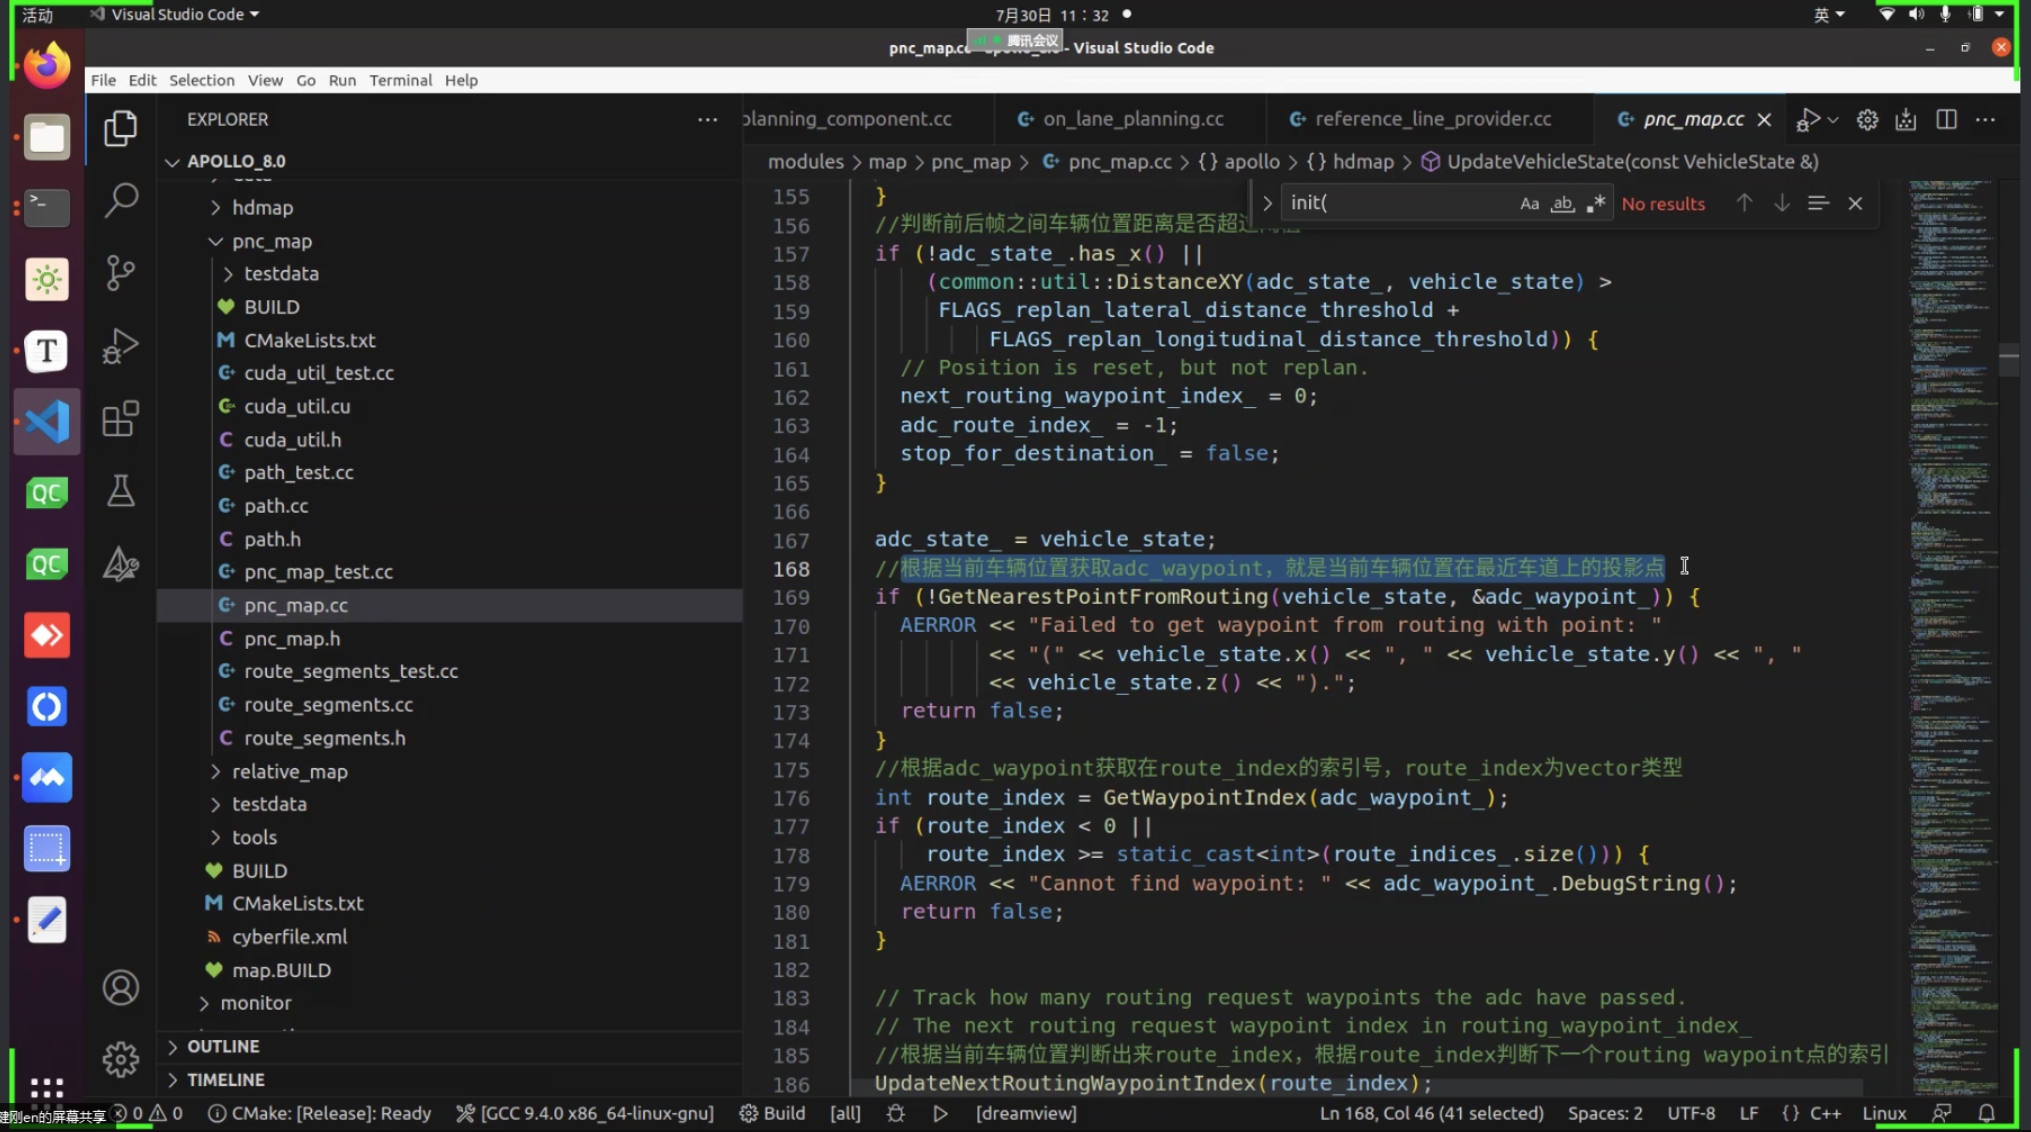 活动
Visual Studio Code
7月30日 11：32
英
腾讯会议
pnc_map.cc
- Visual Studio Code
File Edit Selection View Go Run Terminal Help
EXPLORER
planning_component.cc
on_lane_planning.cc
reference_line_provider.cc
pnc_map.cc
modules > map > pnc_map > pnc_map.cc > {} apollo > {} hdmap > UpdateVehicleState(const VehicleState &)
init(
Aa ab .*
No results
APOLLO_8.0
hdmap
pnc_map
testdata
BUILD
CMakeLists.txt
cuda_util_test.cc
cuda_util.cu
cuda_util.h
path_test.cc
path.cc
path.h
pnc_map_test.cc
pnc_map.cc
pnc_map.h
route_segments_test.cc
route_segments.cc
route_segments.h
relative_map
testdata
tools
BUILD
CMakeLists.txt
cyberfile.xml
map.BUILD
monitor
OUTLINE
TIMELINE
155 }
156 //判断前后帧之间车辆位置距离是否超过
157 if (!adc_state_.has_x() ||
158 (common::util::DistanceXY(adc_state_, vehicle_state) >
159 FLAGS_replan_lateral_distance_threshold +
160 FLAGS_replan_longitudinal_distance_threshold)) {
161 // Position is reset, but not replan.
162 next_routing_waypoint_index_ = 0;
163 adc_route_index_ = -1;
164 stop_for_destination_ = false;
165 }
166
167 adc_state_ = vehicle_state;
168 //根据当前车辆位置获取adc_waypoint，就是当前车辆位置在最近车道上的投影点
169 if (!GetNearestPointFromRouting(vehicle_state, &adc_waypoint_)) {
170 AERROR << "Failed to get waypoint from routing with point: "
171 << "(" << vehicle_state.x() << ", " << vehicle_state.y() << ", "
172 << vehicle_state.z() << ").";
173 return false;
174 }
175 //根据adc_waypoint获取在route_index的索引号，route_index为vector类型
176 int route_index = GetWaypointIndex(adc_waypoint_);
177 if (route_index < 0 ||
178 route_index >= static_cast<int>(route_indices_.size())) {
179 AERROR << "Cannot find waypoint: " << adc_waypoint_.DebugString();
180 return false;
181 }
182
183 // Track how many routing request waypoints the adc have passed.
184 // The next routing request waypoint index in routing_waypoint_index_
185 //根据当前车辆位置判断出来route_index，根据route_index判断下一个routing waypoint点的索引
186 UpdateNextRoutingWaypointIndex(route_index);
键刚en的屏幕共享
0 0 CMake: [Release]: Ready [GCC 9.4.0 x86_64-linux-gnu] Build [all] [dreamview] Ln 168, Col 46 (41 selected) Spaces: 2 UTF-8 LF {} C++ Linux